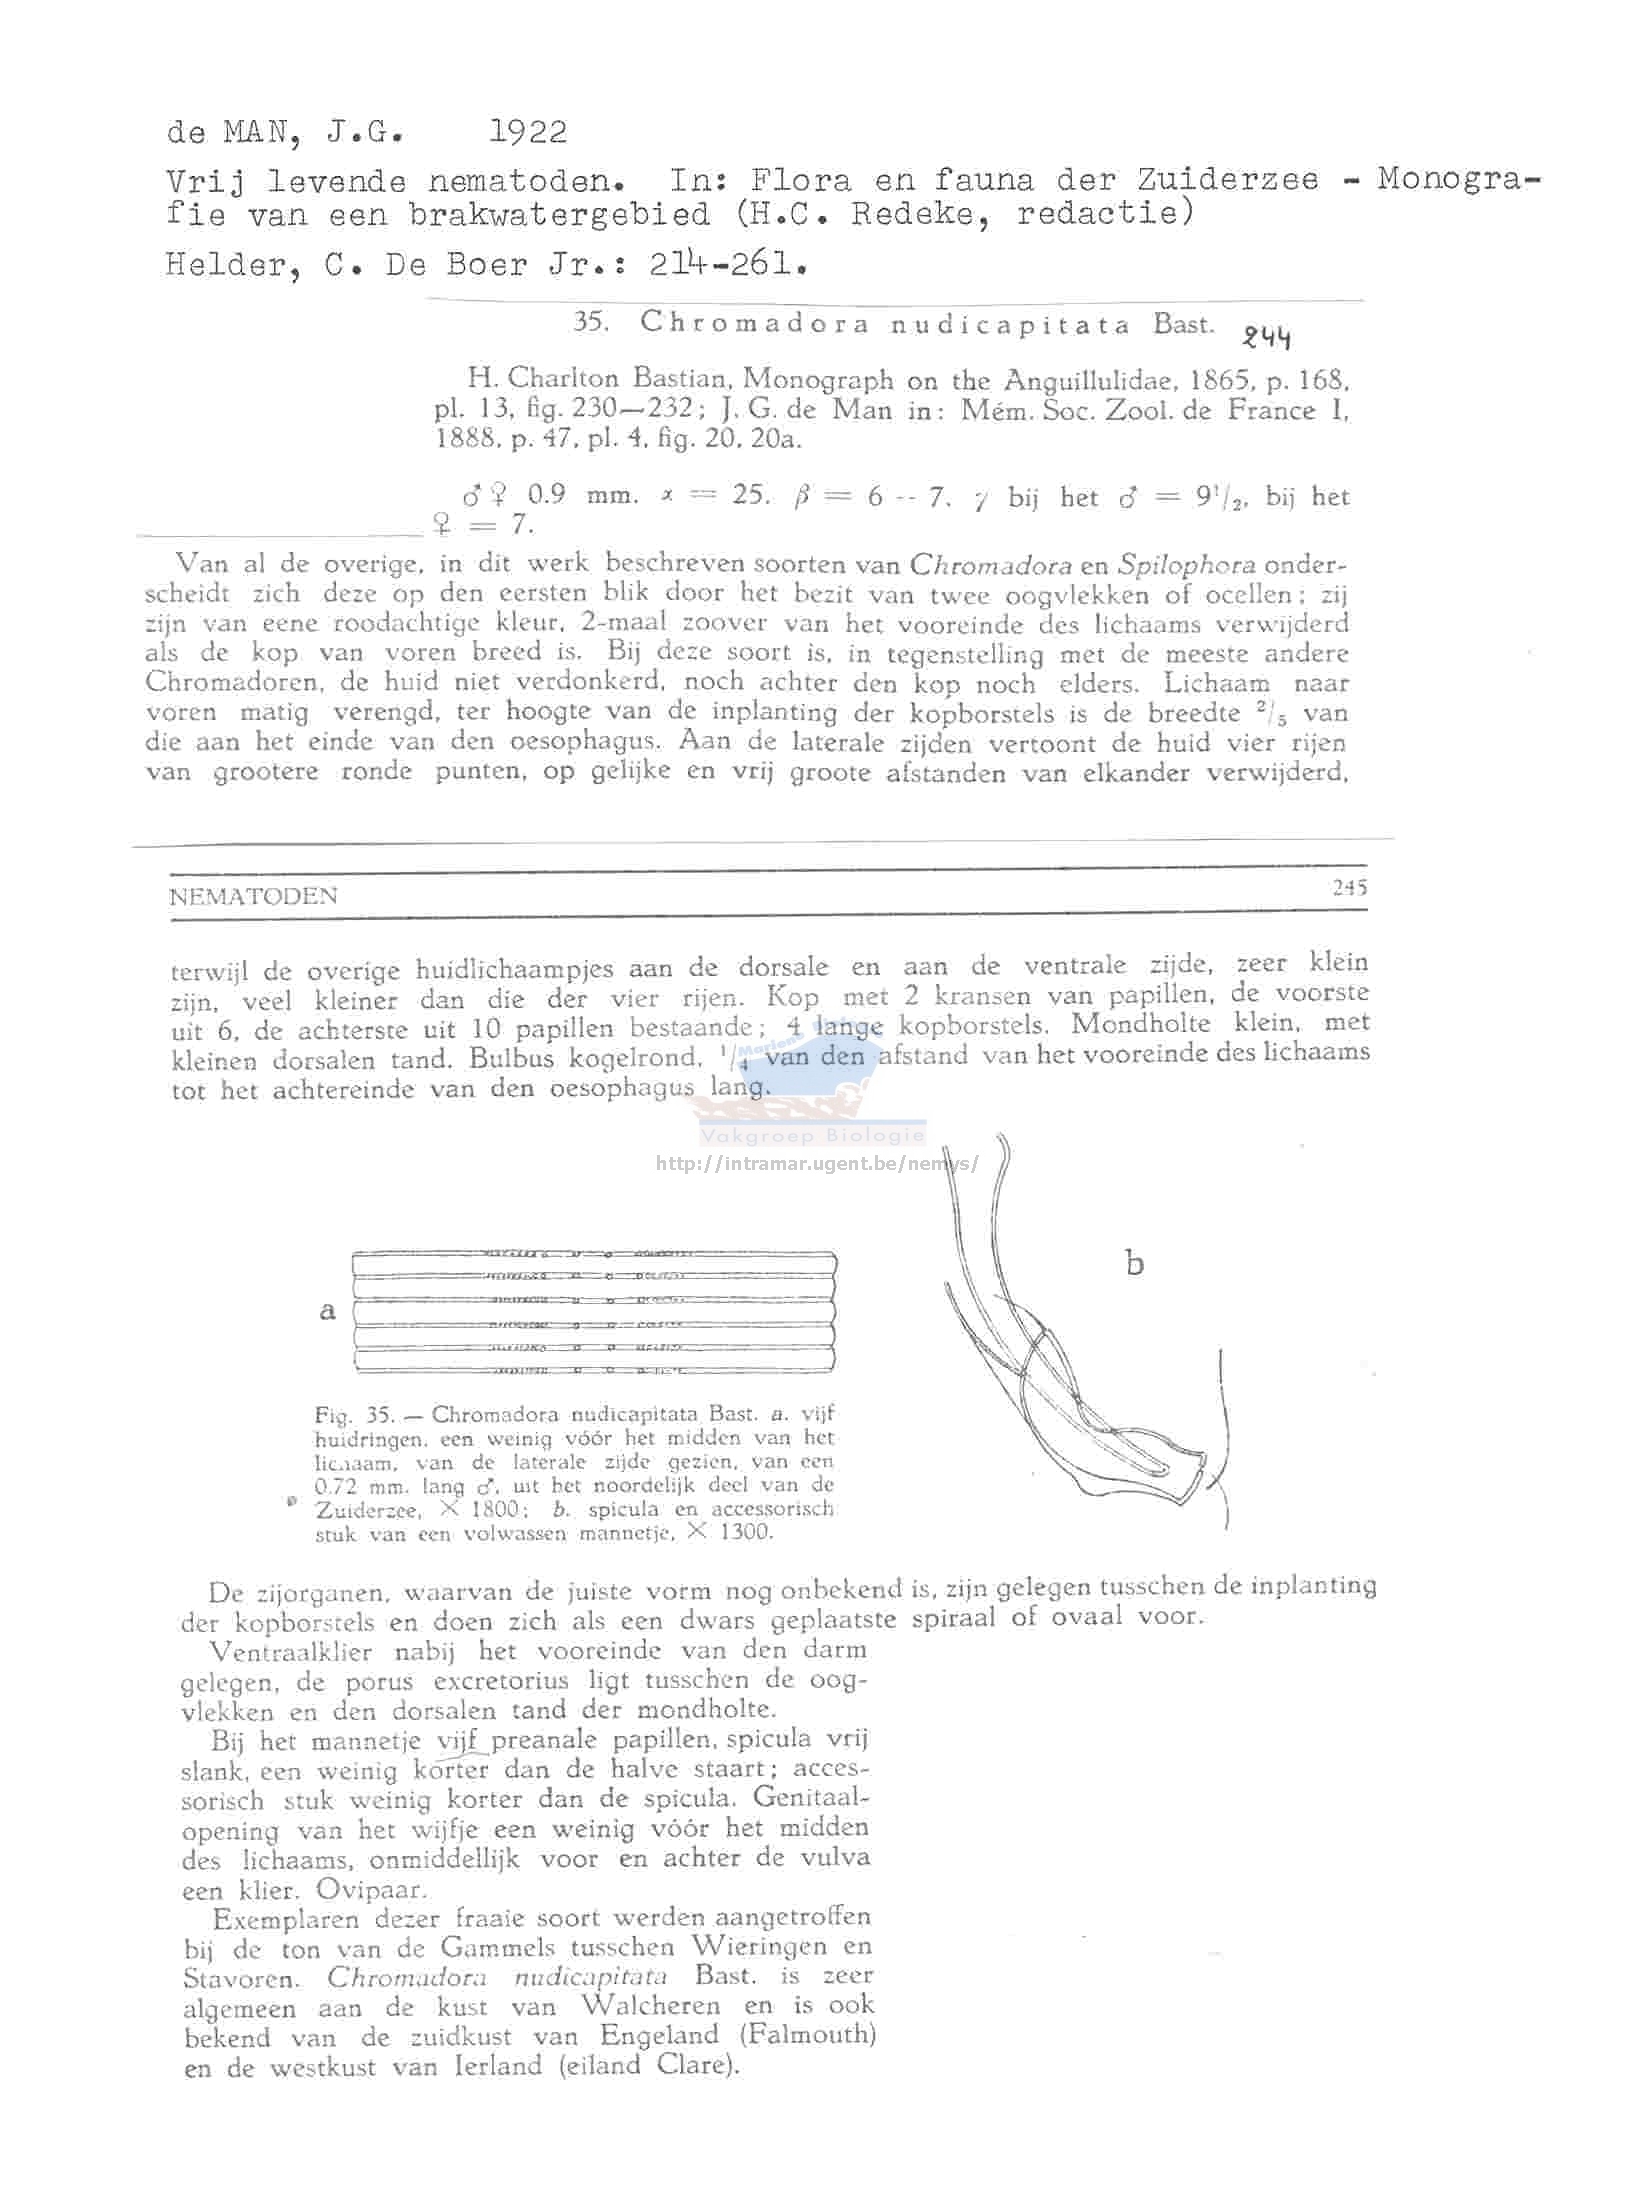 de MAN, J.G. 1922
Vrij levende nematoden. In: Flora en fauna der Zuiderzee - Monogra-
fie van een brakwatergebied (H.C. Redeke, redactie)
Helder, C. De Boer Jr.: 214-261.
35. Chromadora nudicapitata Bast. 244
H. Charlton Bastian, Monograph on the Anguillulidae, 1865, p. 168,
pl. 13, fig. 230—232; J. G. de Man in: Mém. Soc. Zool. de France I,
1888, p. 47, pl. 4, fig. 20, 20a.
♂ ♀ 0.9 mm. α = 25. β = 6 -- 7. γ bij het ♂ = 9¹/₂, bij het
♀ = 7.
Van al de overige, in dit werk beschreven soorten van Chromadora en Spilophora onder-
scheidt zich deze op den eersten blik door het bezit van twee oogvlekken of ocellen; zij
zijn van eene roodachtige kleur, 2-maal zoover van het vooreinde des lichaams verwijderd
als de kop van voren breed is. Bij deze soort is, in tegenstelling met de meeste andere
Chromadoren, de huid niet verdonkerd, noch achter den kop noch elders. Lichaam naar
voren matig verengd, ter hoogte van de inplanting der kopborstels is de breedte ²/₅ van
die aan het einde van den oesophagus. Aan de laterale zijden vertoont de huid vier rijen
van grootere ronde punten, op gelijke en vrij groote afstanden van elkander verwijderd,
NEMATODEN 245
terwijl de overige huidlichaampjes aan de dorsale en aan de ventrale zijde, zeer klein
zijn, veel kleiner dan die der vier rijen. Kop met 2 kransen van papillen, de voorste
uit 6, de achterste uit 10 papillen bestaande; 4 lange kopborstels. Mondholte klein, met
kleinen dorsalen tand. Bulbus kogelrond, ¹/₄ van den afstand van het vooreinde des lichaams
tot het achtereinde van den oesophagus lang.
Vakgroep Biologie
http://intramar.ugent.be/nemys/
b
a
Fig. 35. — Chromadora nudicapitata Bast. a. vijf
huidringen, een weinig vóór het midden van het
lichaam, van de laterale zijde gezien, van een
0.72 mm. lang ♂, uit het noordelijk deel van de
Zuiderzee, × 1800; b. spicula en accessorisch
stuk van een volwassen mannetje, × 1300.
De zijorganen, waarvan de juiste vorm nog onbekend is, zijn gelegen tusschen de inplanting
der kopborstels en doen zich als een dwars geplaatste spiraal of ovaal voor.
Ventraalklier nabij het vooreinde van den darm
gelegen, de porus excretorius ligt tusschen de oog-
vlekken en den dorsalen tand der mondholte.
Bij het mannetje vijf preanale papillen, spicula vrij
slank, een weinig korter dan de halve staart; acces-
sorisch stuk weinig korter dan de spicula. Genitaal-
opening van het wijfje een weinig vóór het midden
des lichaams, onmiddellijk voor en achter de vulva
een klier. Ovipaar.
Exemplaren dezer fraaie soort werden aangetroffen
bij de ton van de Gammels tusschen Wieringen en
Stavoren. Chromadora nudicapitata Bast. is zeer
algemeen aan de kust van Walcheren en is ook
bekend van de zuidkust van Engeland (Falmouth)
en de westkust van Ierland (eiland Clare).